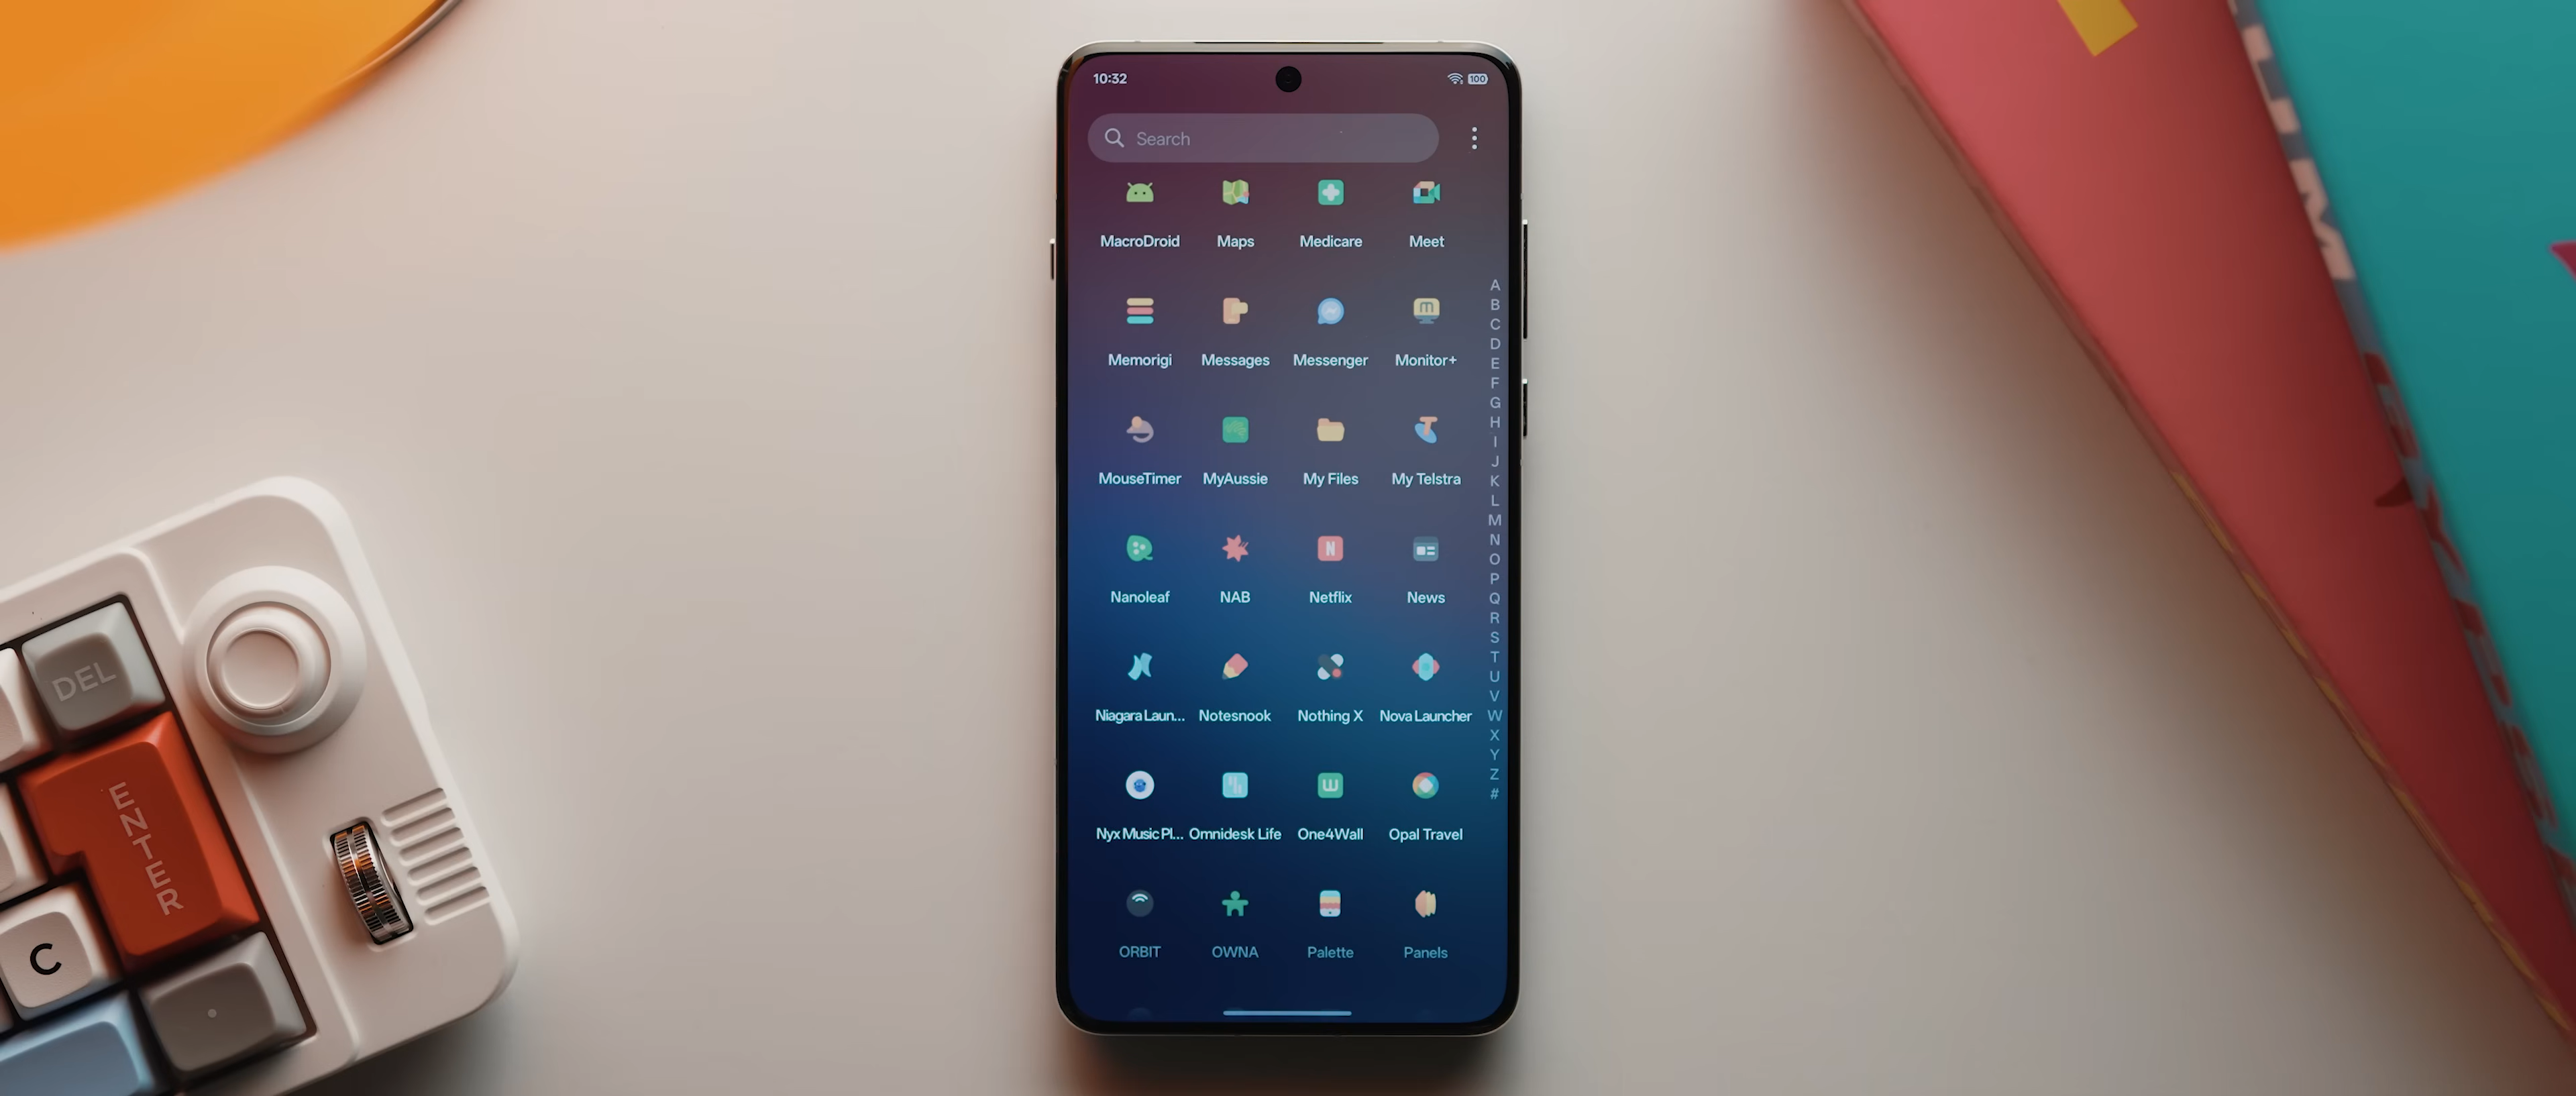 10:32
100
Search
MacroDroid Maps Medicare Meet
Memorigi Messages Messenger Monitor+
MouseTimer MyAussie My Files My Telstra
Nanoleaf NAB Netflix News
Niagara Laun... Notesnook Nothing X Nova Launcher
Nyx Music Pl... Omnidesk Life One4Wall Opal Travel
ORBIT OWNA Palette Panels
A
B
C
D
E
F
G
H
I
J
K
L
M
N
O
P
Q
R
S
T
U
V
W
X
Y
Z
#
DEL
ENTER
C